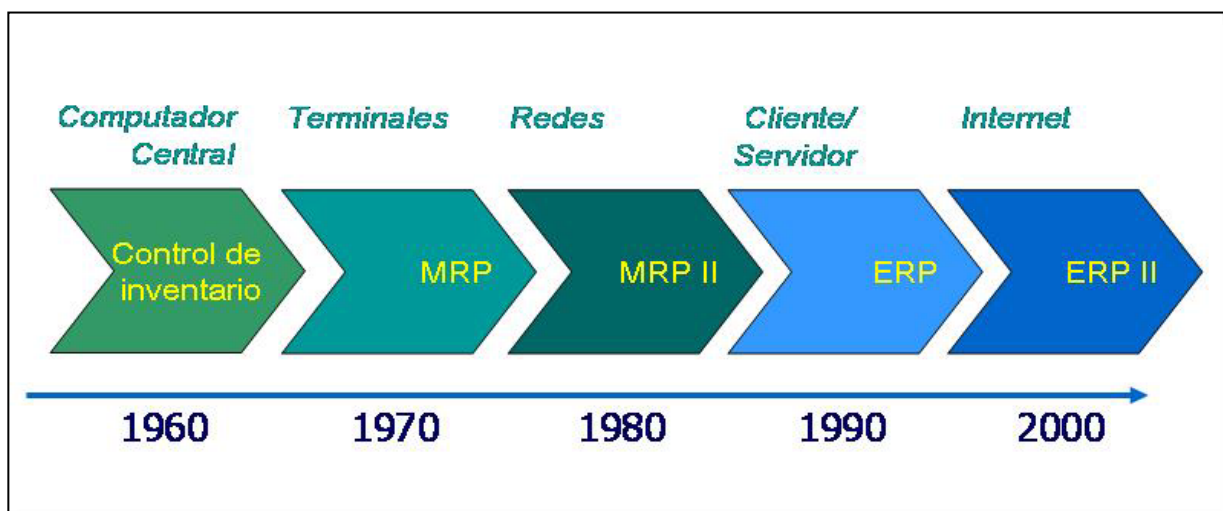 Computador
Central
Terminales
Redes
Cliente/
Servidor
Internet
Control de
inventario
MRP
MRP II
ERP
ERP II
1960
1970
1980
1990
2000